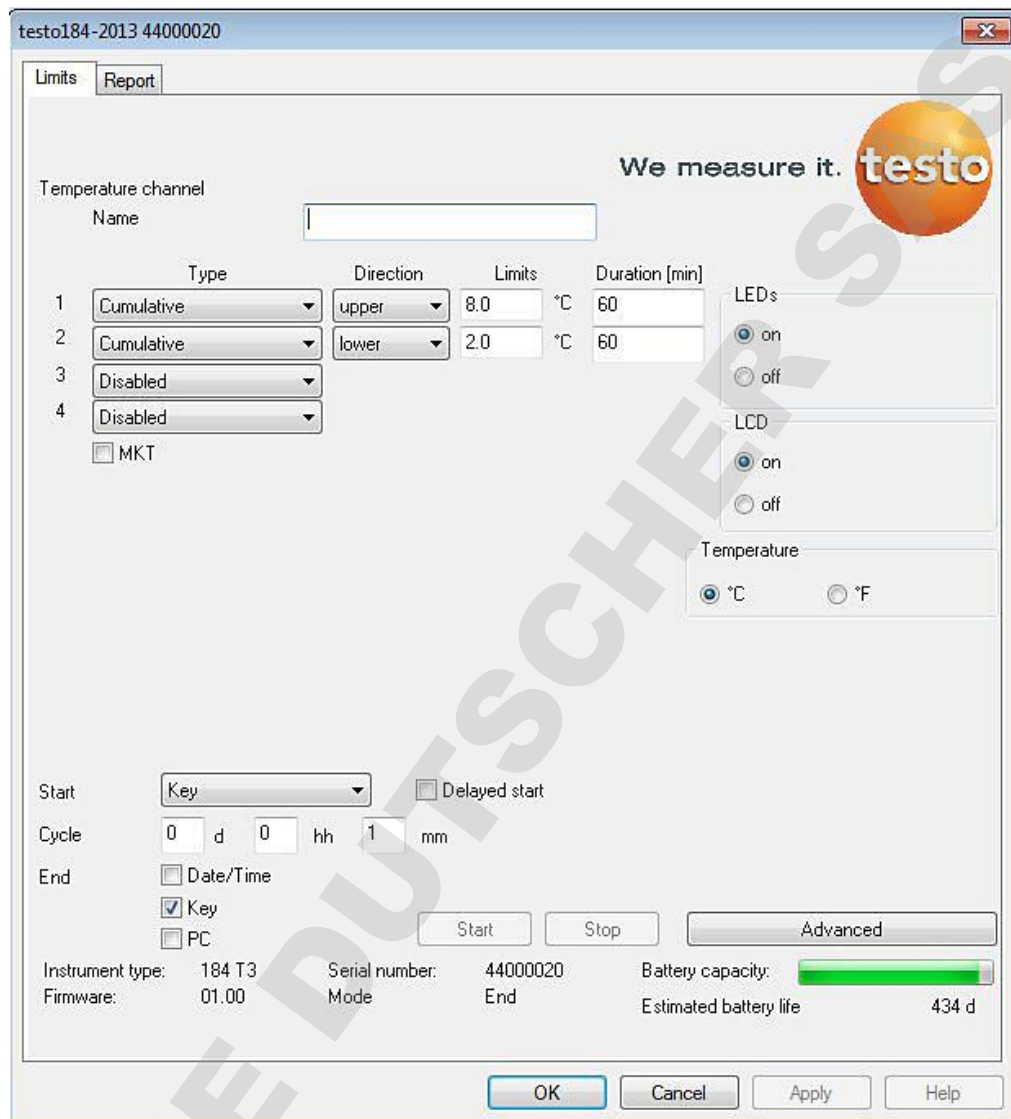 testo184-2013 44000020
Limits Report
We measure it. testo
Temperature channel
Name
Type Direction Limits Duration [min]
1 Cumulative upper 8.0 °C 60
2 Cumulative lower 2.0 °C 60
3 Disabled
4 Disabled
MKT
LEDs
on
off
LCD
on
off
Temperature
°C °F
Start Key Delayed start
Cycle 0 d 0 hh 1 mm
End Date/Time
Key
PC
Start Stop Advanced
Instrument type: 184 T3 Serial number: 44000020 Battery capacity:
Firmware: 01.00 Mode End Estimated battery life 434 d
OK Cancel Apply Help
E DUTSCHER SAS